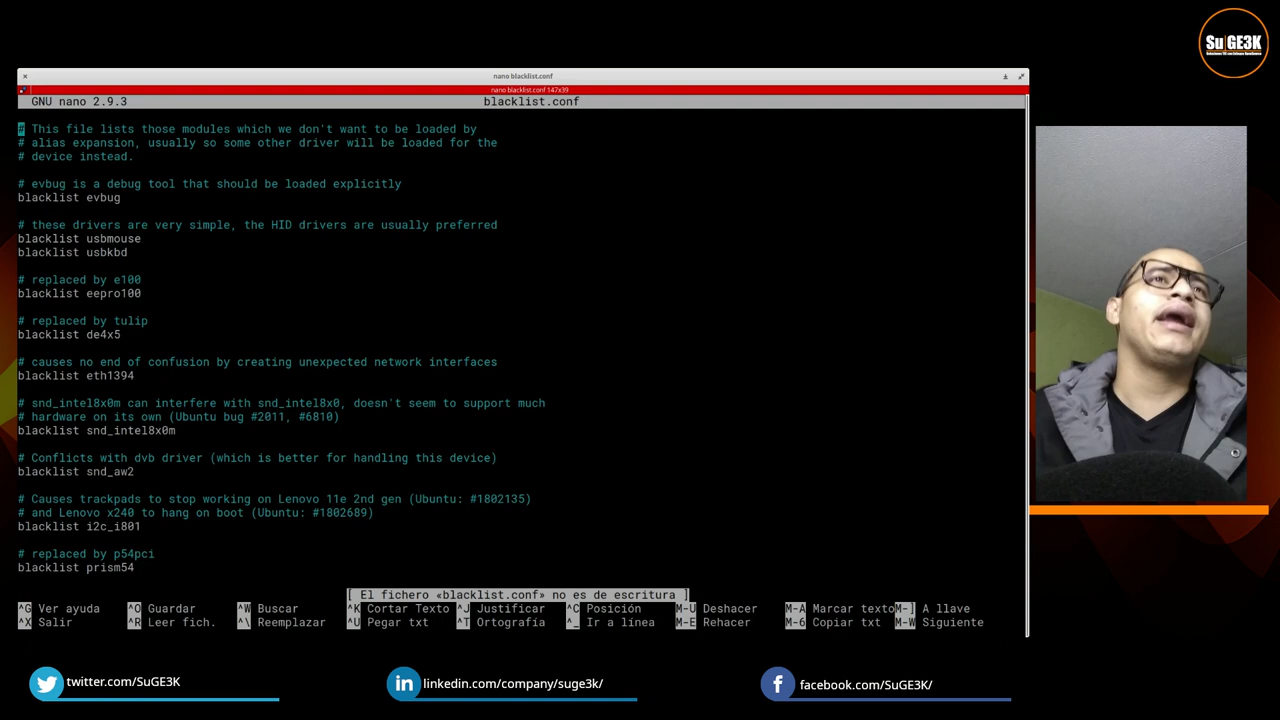 Su GE3K
nano blacklist.conf
nano blacklist.conf 147x39
GNU nano 2.9.3 blacklist.conf
# This file lists those modules which we don't want to be loaded by
# alias expansion, usually so some other driver will be loaded for the
# device instead.
# evbug is a debug tool that should be loaded explicitly
blacklist evbug
# these drivers are very simple, the HID drivers are usually preferred
blacklist usbmouse
blacklist usbkbd
# replaced by e100
blacklist eepro100
# replaced by tulip
blacklist de4x5
# causes no end of confusion by creating unexpected network interfaces
blacklist eth1394
# snd_intel8x0m can interfere with snd_intel8x0, doesn't seem to support much
# hardware on its own (Ubuntu bug #2011, #6810)
blacklist snd_intel8x0m
# Conflicts with dvb driver (which is better for handling this device)
blacklist snd_aw2
# Causes trackpads to stop working on Lenovo 11e 2nd gen (Ubuntu: #1802135)
# and Lenovo x240 to hang on boot (Ubuntu: #1802689)
blacklist i2c_i801
# replaced by p54pci
blacklist prism54
[ El fichero «blacklist.conf» no es de escritura ]
^G Ver ayuda ^O Guardar ^W Buscar ^K Cortar Texto ^J Justificar ^C Posición M-U Deshacer M-A Marcar texto M-] A llave
^X Salir ^R Leer fich. ^\ Reemplazar ^U Pegar txt ^T Ortografía ^_ Ir a línea M-E Rehacer M-6 Copiar txt M-W Siguiente
twitter.com/SuGE3K
linkedin.com/company/suge3k/
facebook.com/SuGE3K/